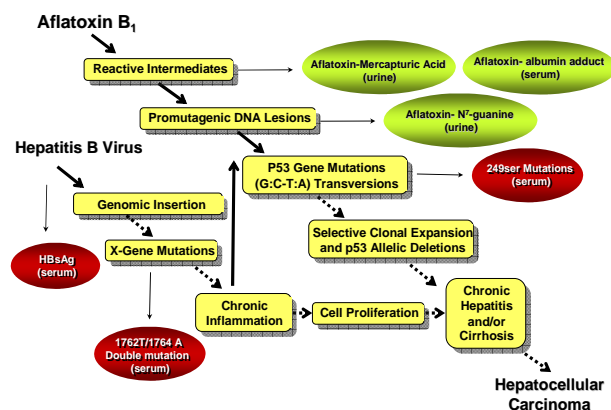 Aflatoxin B1
Reactive Intermediates
Aflatoxin-Mercapturic Acid
(urine)
Aflatoxin- albumin adduct
(serum)
Promutagenic DNA Lesions
Aflatoxin- N7-guanine
(urine)
Hepatitis B Virus
P53 Gene Mutations
(G:C-T:A) Transversions
249ser Mutations
(serum)
Genomic Insertion
Selective Clonal Expansion
and p53 Allelic Deletions
X-Gene Mutations
HBsAg
(serum)
Chronic
Inflammation
Cell Proliferation
Chronic
Hepatitis
and/or
Cirrhosis
1762T/1764 A
Double mutation
(serum)
Hepatocellular
Carcinoma